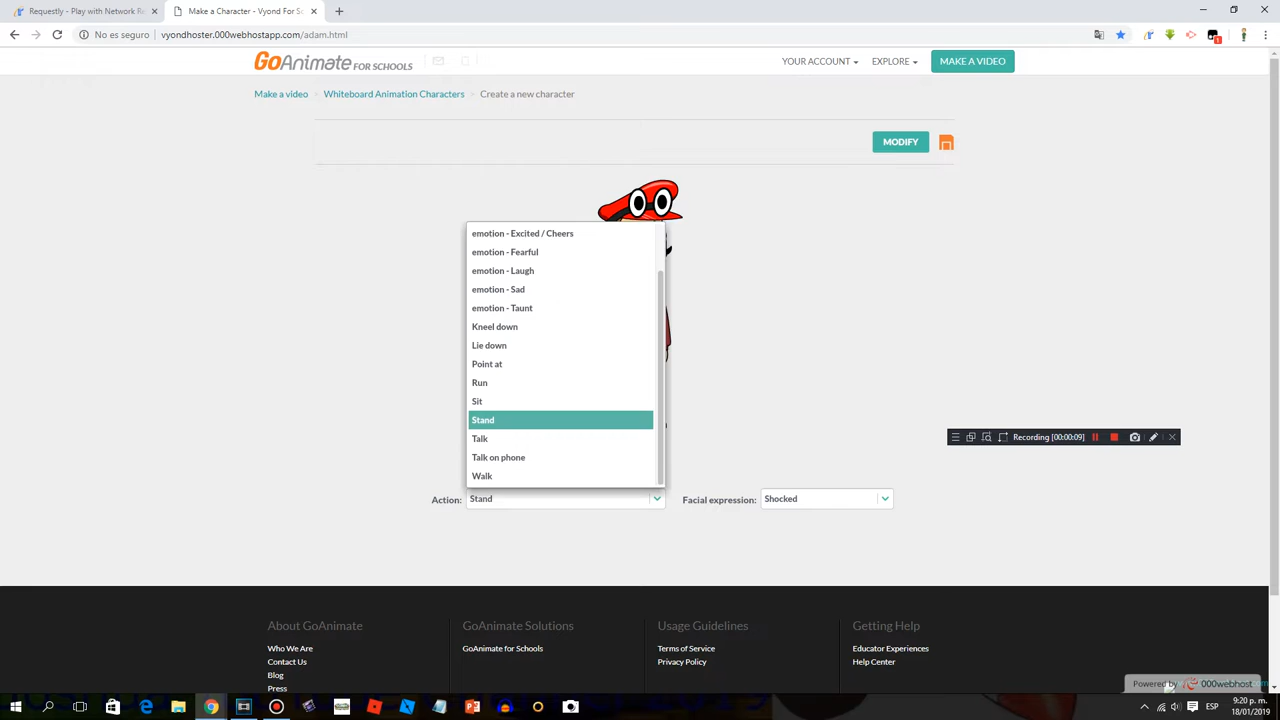 Requestly - Play with Network Re
Make a Character - Vyond For Sc
No es seguro
vyondhoster.000webhostapp.com/adam.html
GoAnimate FOR SCHOOLS
YOUR ACCOUNT
EXPLORE
MAKE A VIDEO
Make a video
Whiteboard Animation Characters
Create a new character
MODIFY
emotion - Excited / Cheers
emotion - Fearful
emotion - Laugh
emotion - Sad
emotion - Taunt
Kneel down
Lie down
Point at
Run
Sit
Stand
Talk
Recording [00:00:09]
Talk on phone
Walk
Action:
Stand
Facial expression:
Shocked
About GoAnimate
GoAnimate Solutions
Usage Guidelines
Getting Help
Who We Are
GoAnimate for Schools
Terms of Service
Educator Experiences
Contact Us
Privacy Policy
Help Center
Blog
Press
Powered by
000webhost
ESP
9:20 p. m.
18/01/2019